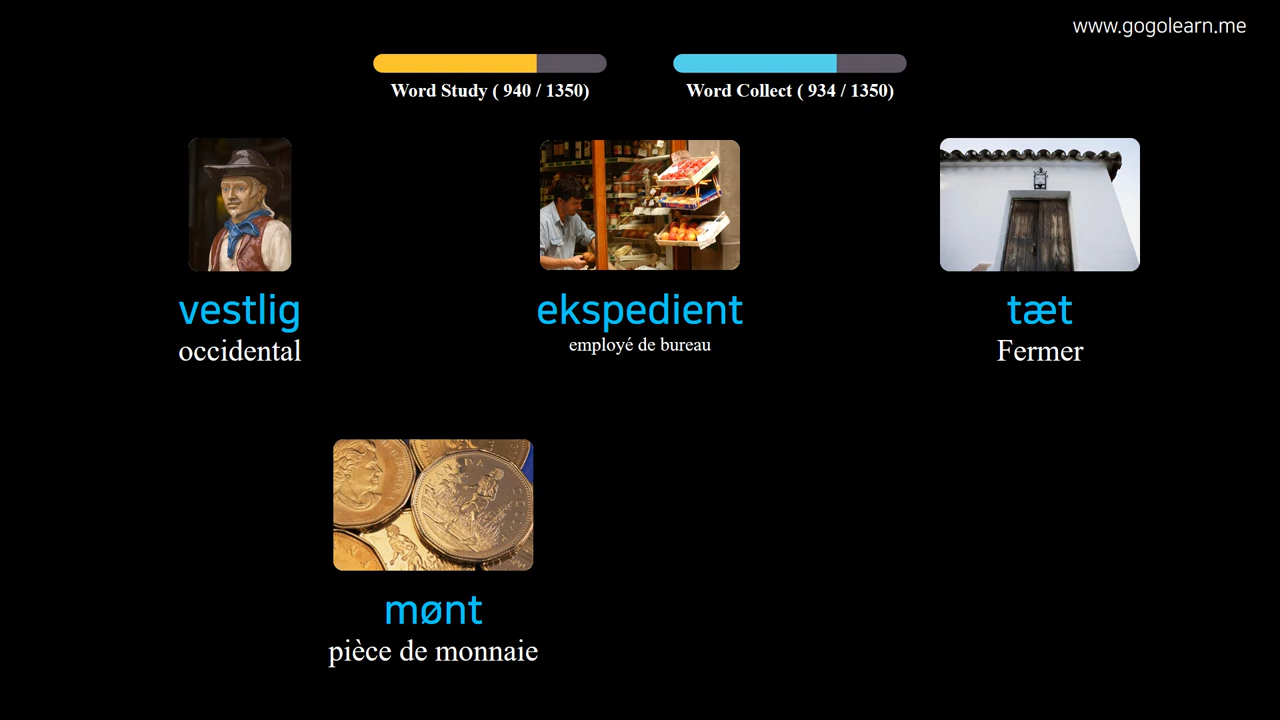 www.gogolearn.me
Word Study ( 940 / 1350)
Word Collect ( 934 / 1350)
vestlig
occidental
ekspedient
employé de bureau
tæt
Fermer
mønt
pièce de monnaie